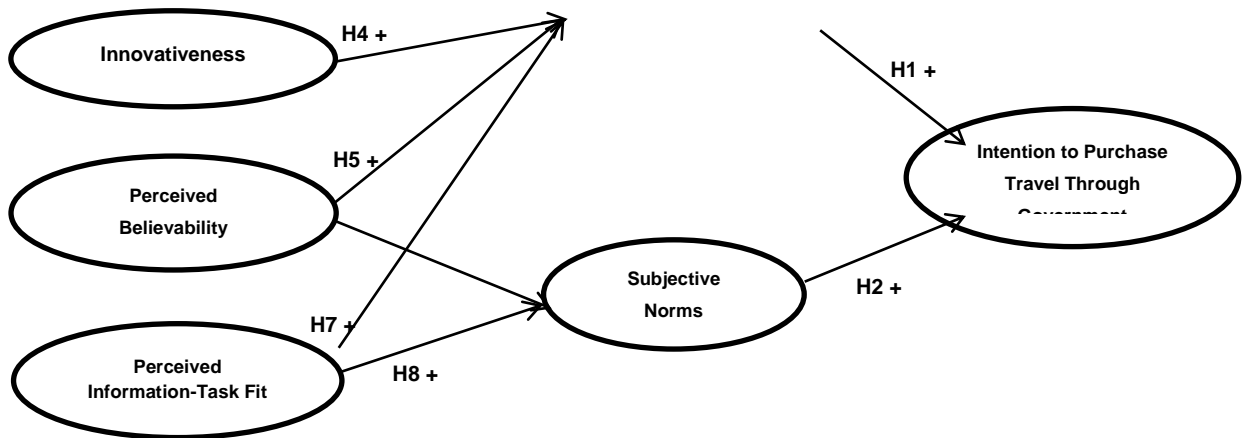 Innovativeness
H4 +
H1 +
H5 +
Perceived
Believability
Intention to Purchase
Travel Through
Government
Subjective
Norms
H2 +
H7 +
H8 +
Perceived
Information-Task Fit